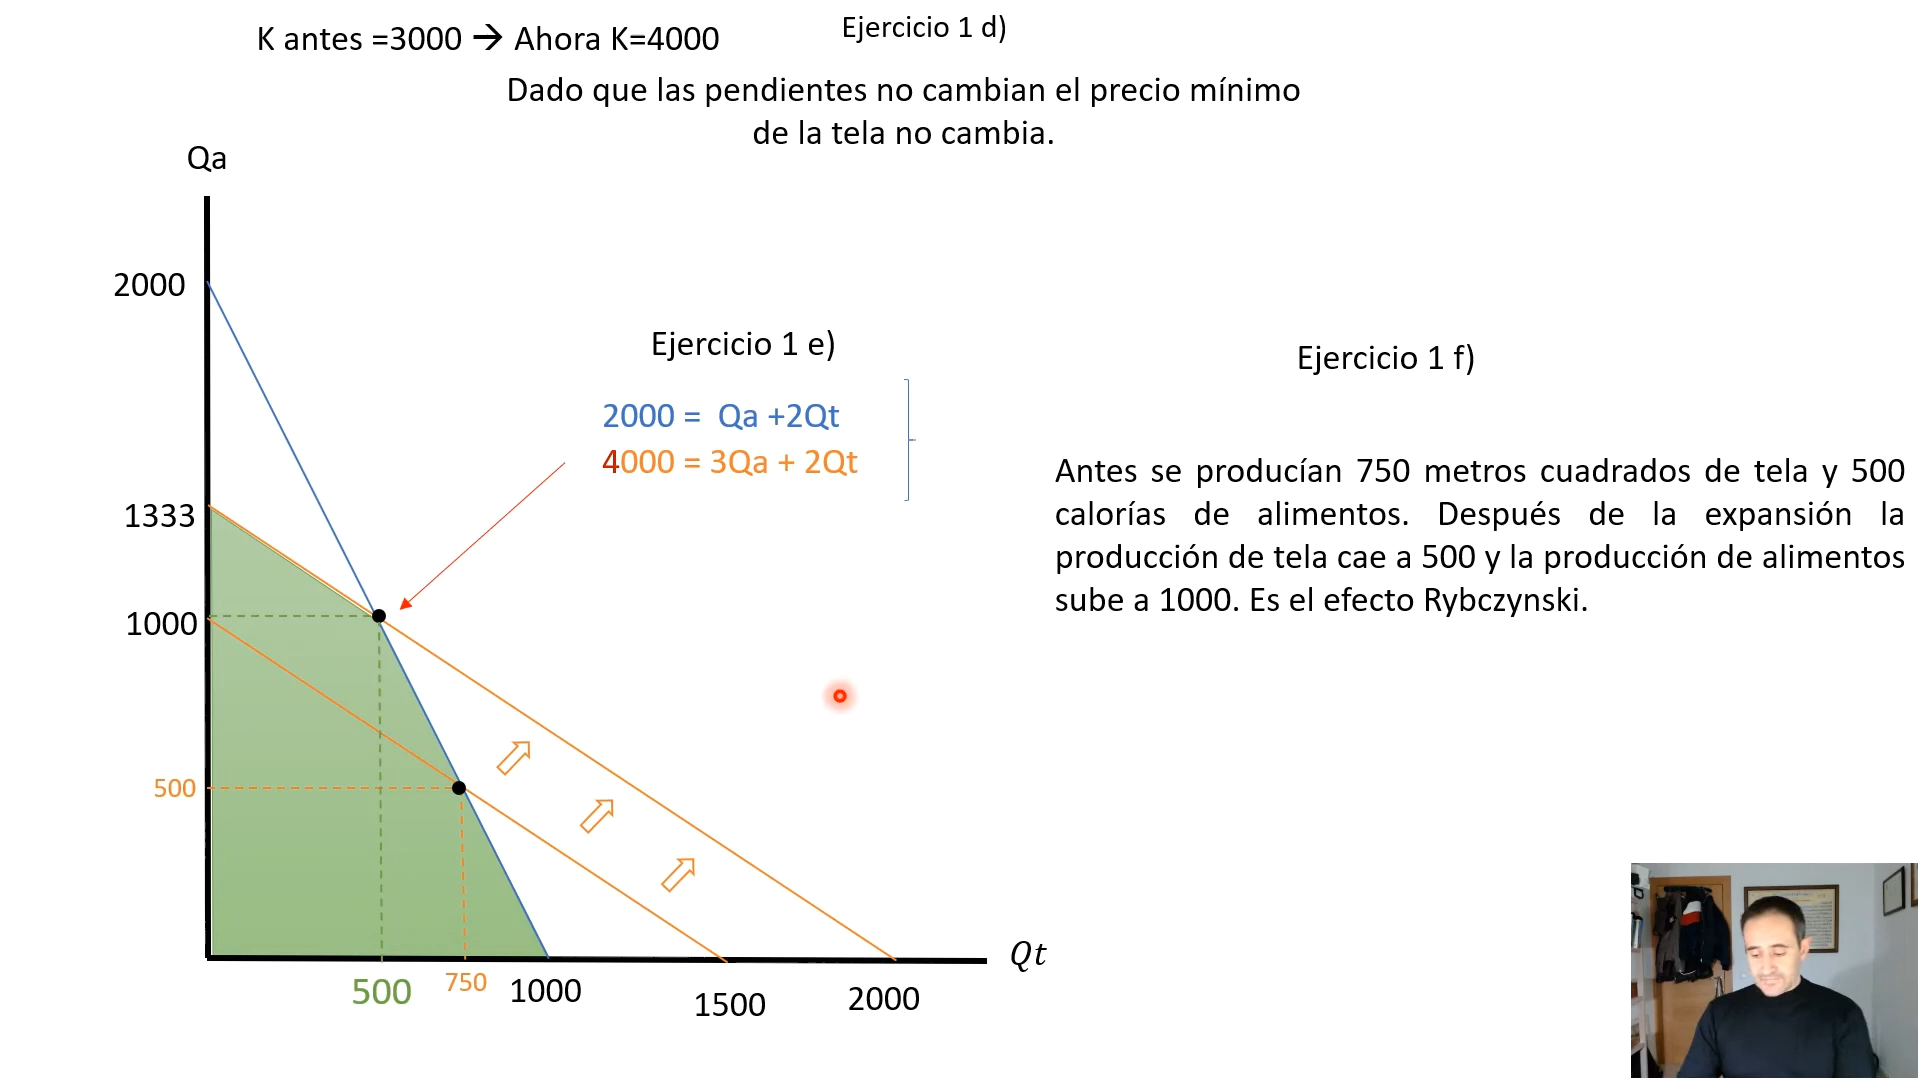 K antes =3000 → Ahora K=4000
Ejercicio 1 d)
Dado que las pendientes no cambian el precio mínimo
de la tela no cambia.
Qa
2000
1333
1000
500
Ejercicio 1 e)
2000 = Qa +2Qt
4000 = 3Qa + 2Qt
Ejercicio 1 f)
Antes se producían 750 metros cuadrados de tela y 500
calorías de alimentos. Después de la expansión la
producción de tela cae a 500 y la producción de alimentos
sube a 1000. Es el efecto Rybczynski.
Qt
500
750
1000
1500
2000